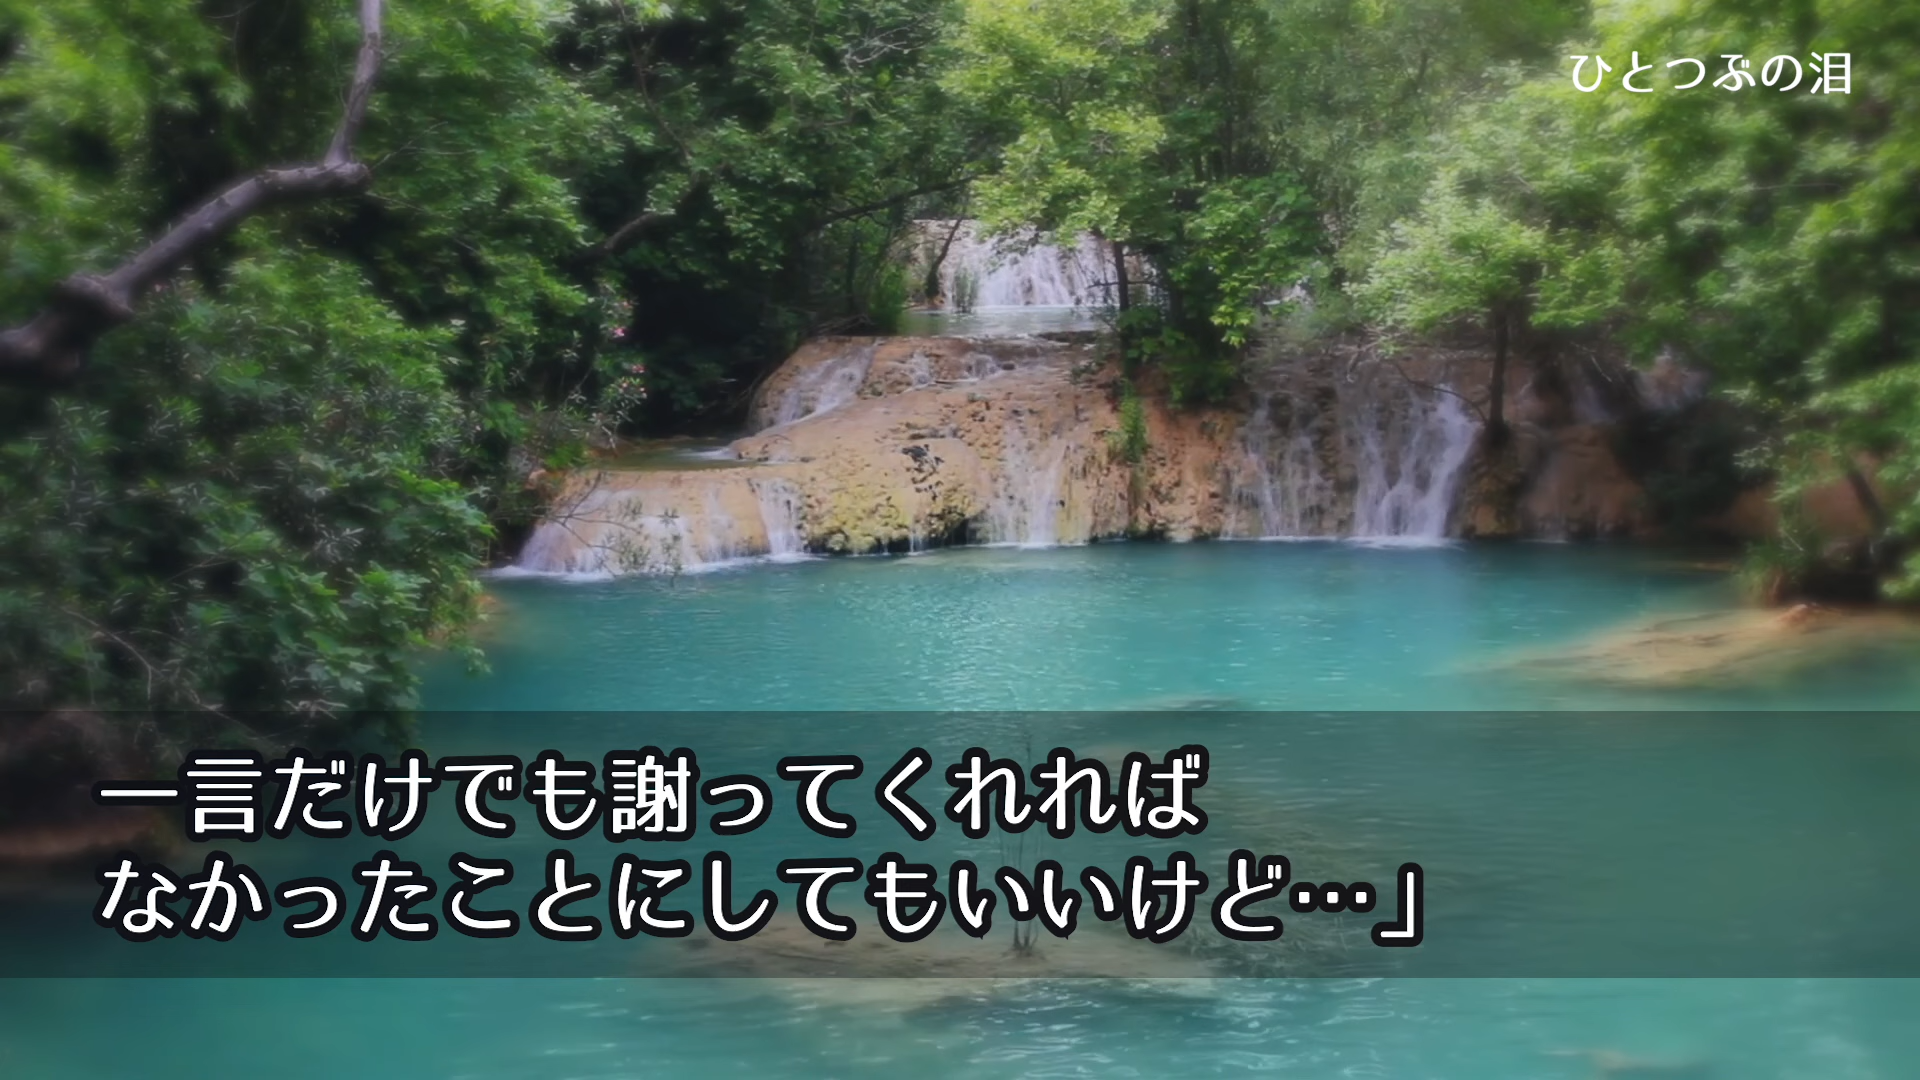 ひとつぶの泪
一言だけでも謝ってくれれば
なかったことにしてもいいけど…」